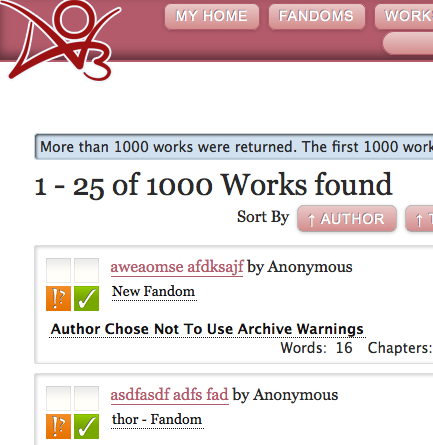 MY HOME FANDOMS WORK
More than 1000 works were returned. The first 1000 work
1 - 25 of 1000 Works found
Sort By ↑ AUTHOR ↑ T
aweaomse afdksajf by Anonymous
New Fandom
!? ✓
Author Chose Not To Use Archive Warnings
Words: 16 Chapters:
asdfasdf adfs fad by Anonymous
thor - Fandom
!? ✓